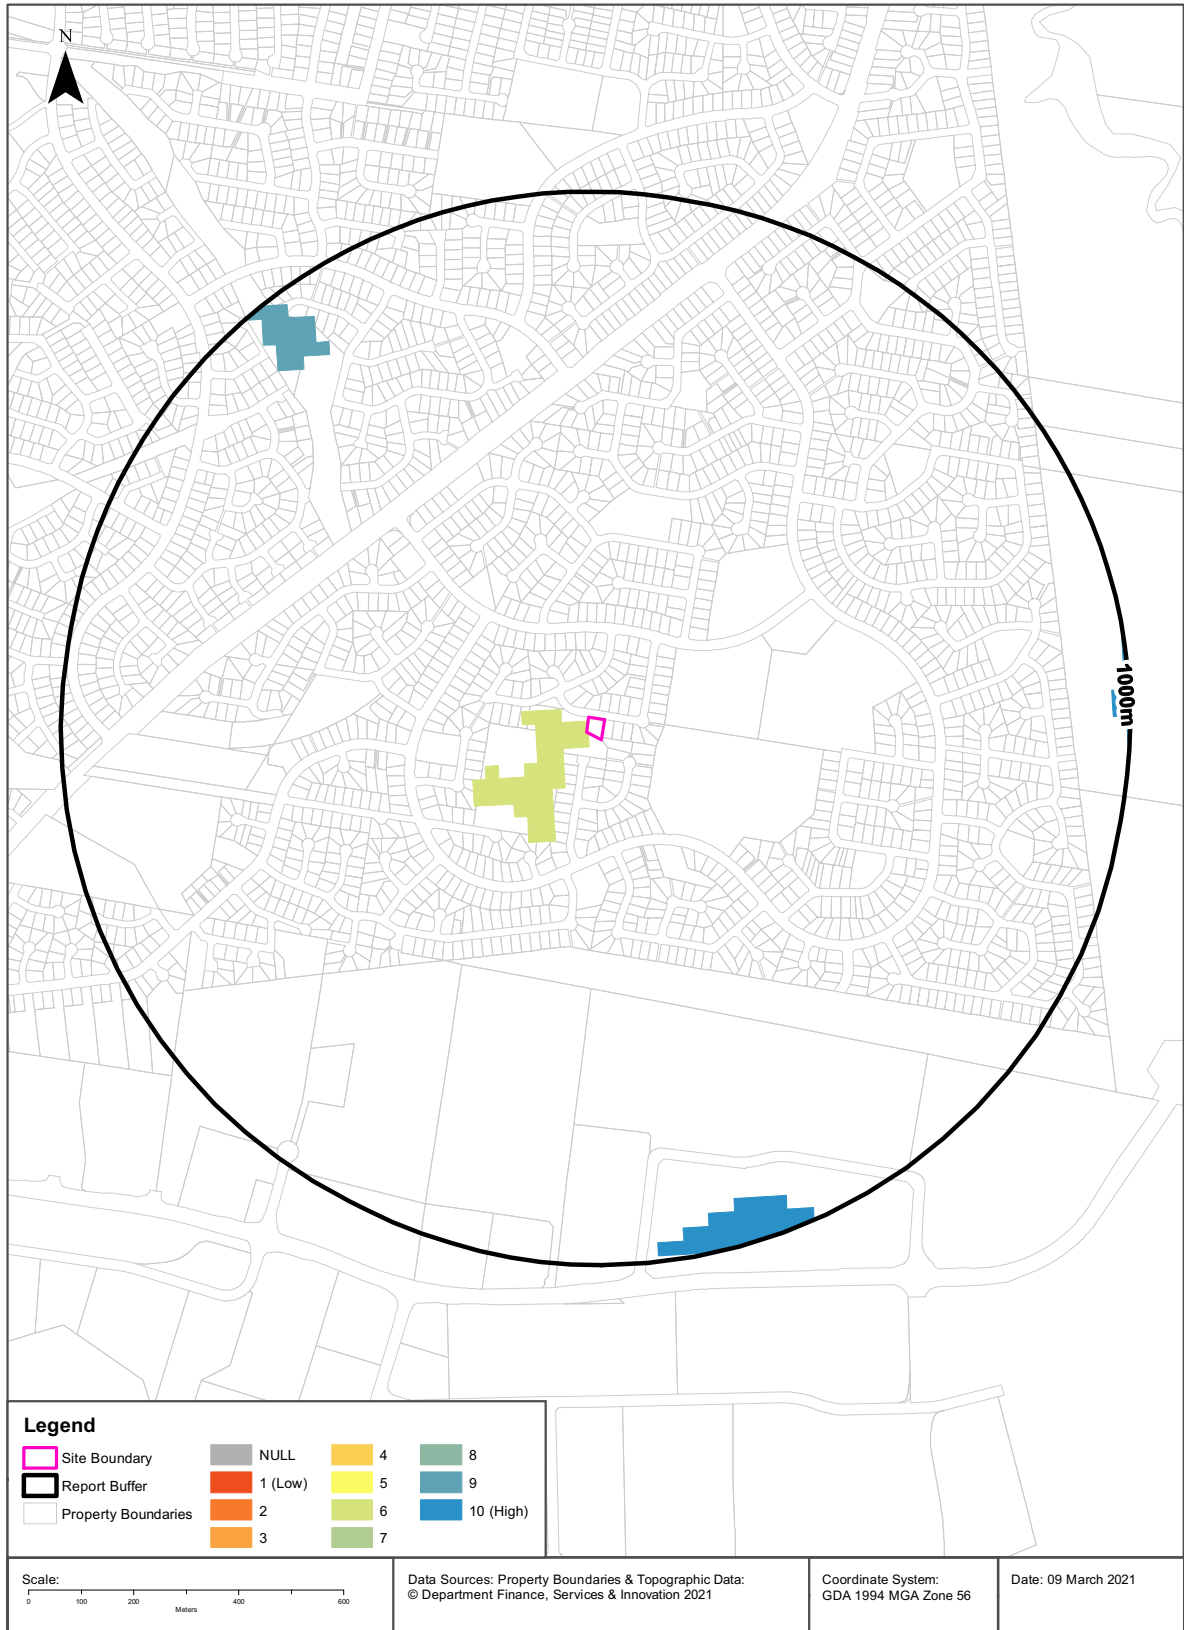 N
1000m
Legend
Site Boundary
Report Buffer
Property Boundaries
NULL
1 (Low)
2
3
4
5
6
7
8
9
10 (High)
Scale:
0 100 200 400 600
Meters
Data Sources: Property Boundaries & Topographic Data:
© Department Finance, Services & Innovation 2021
Coordinate System:
GDA 1994 MGA Zone 56
Date: 09 March 2021